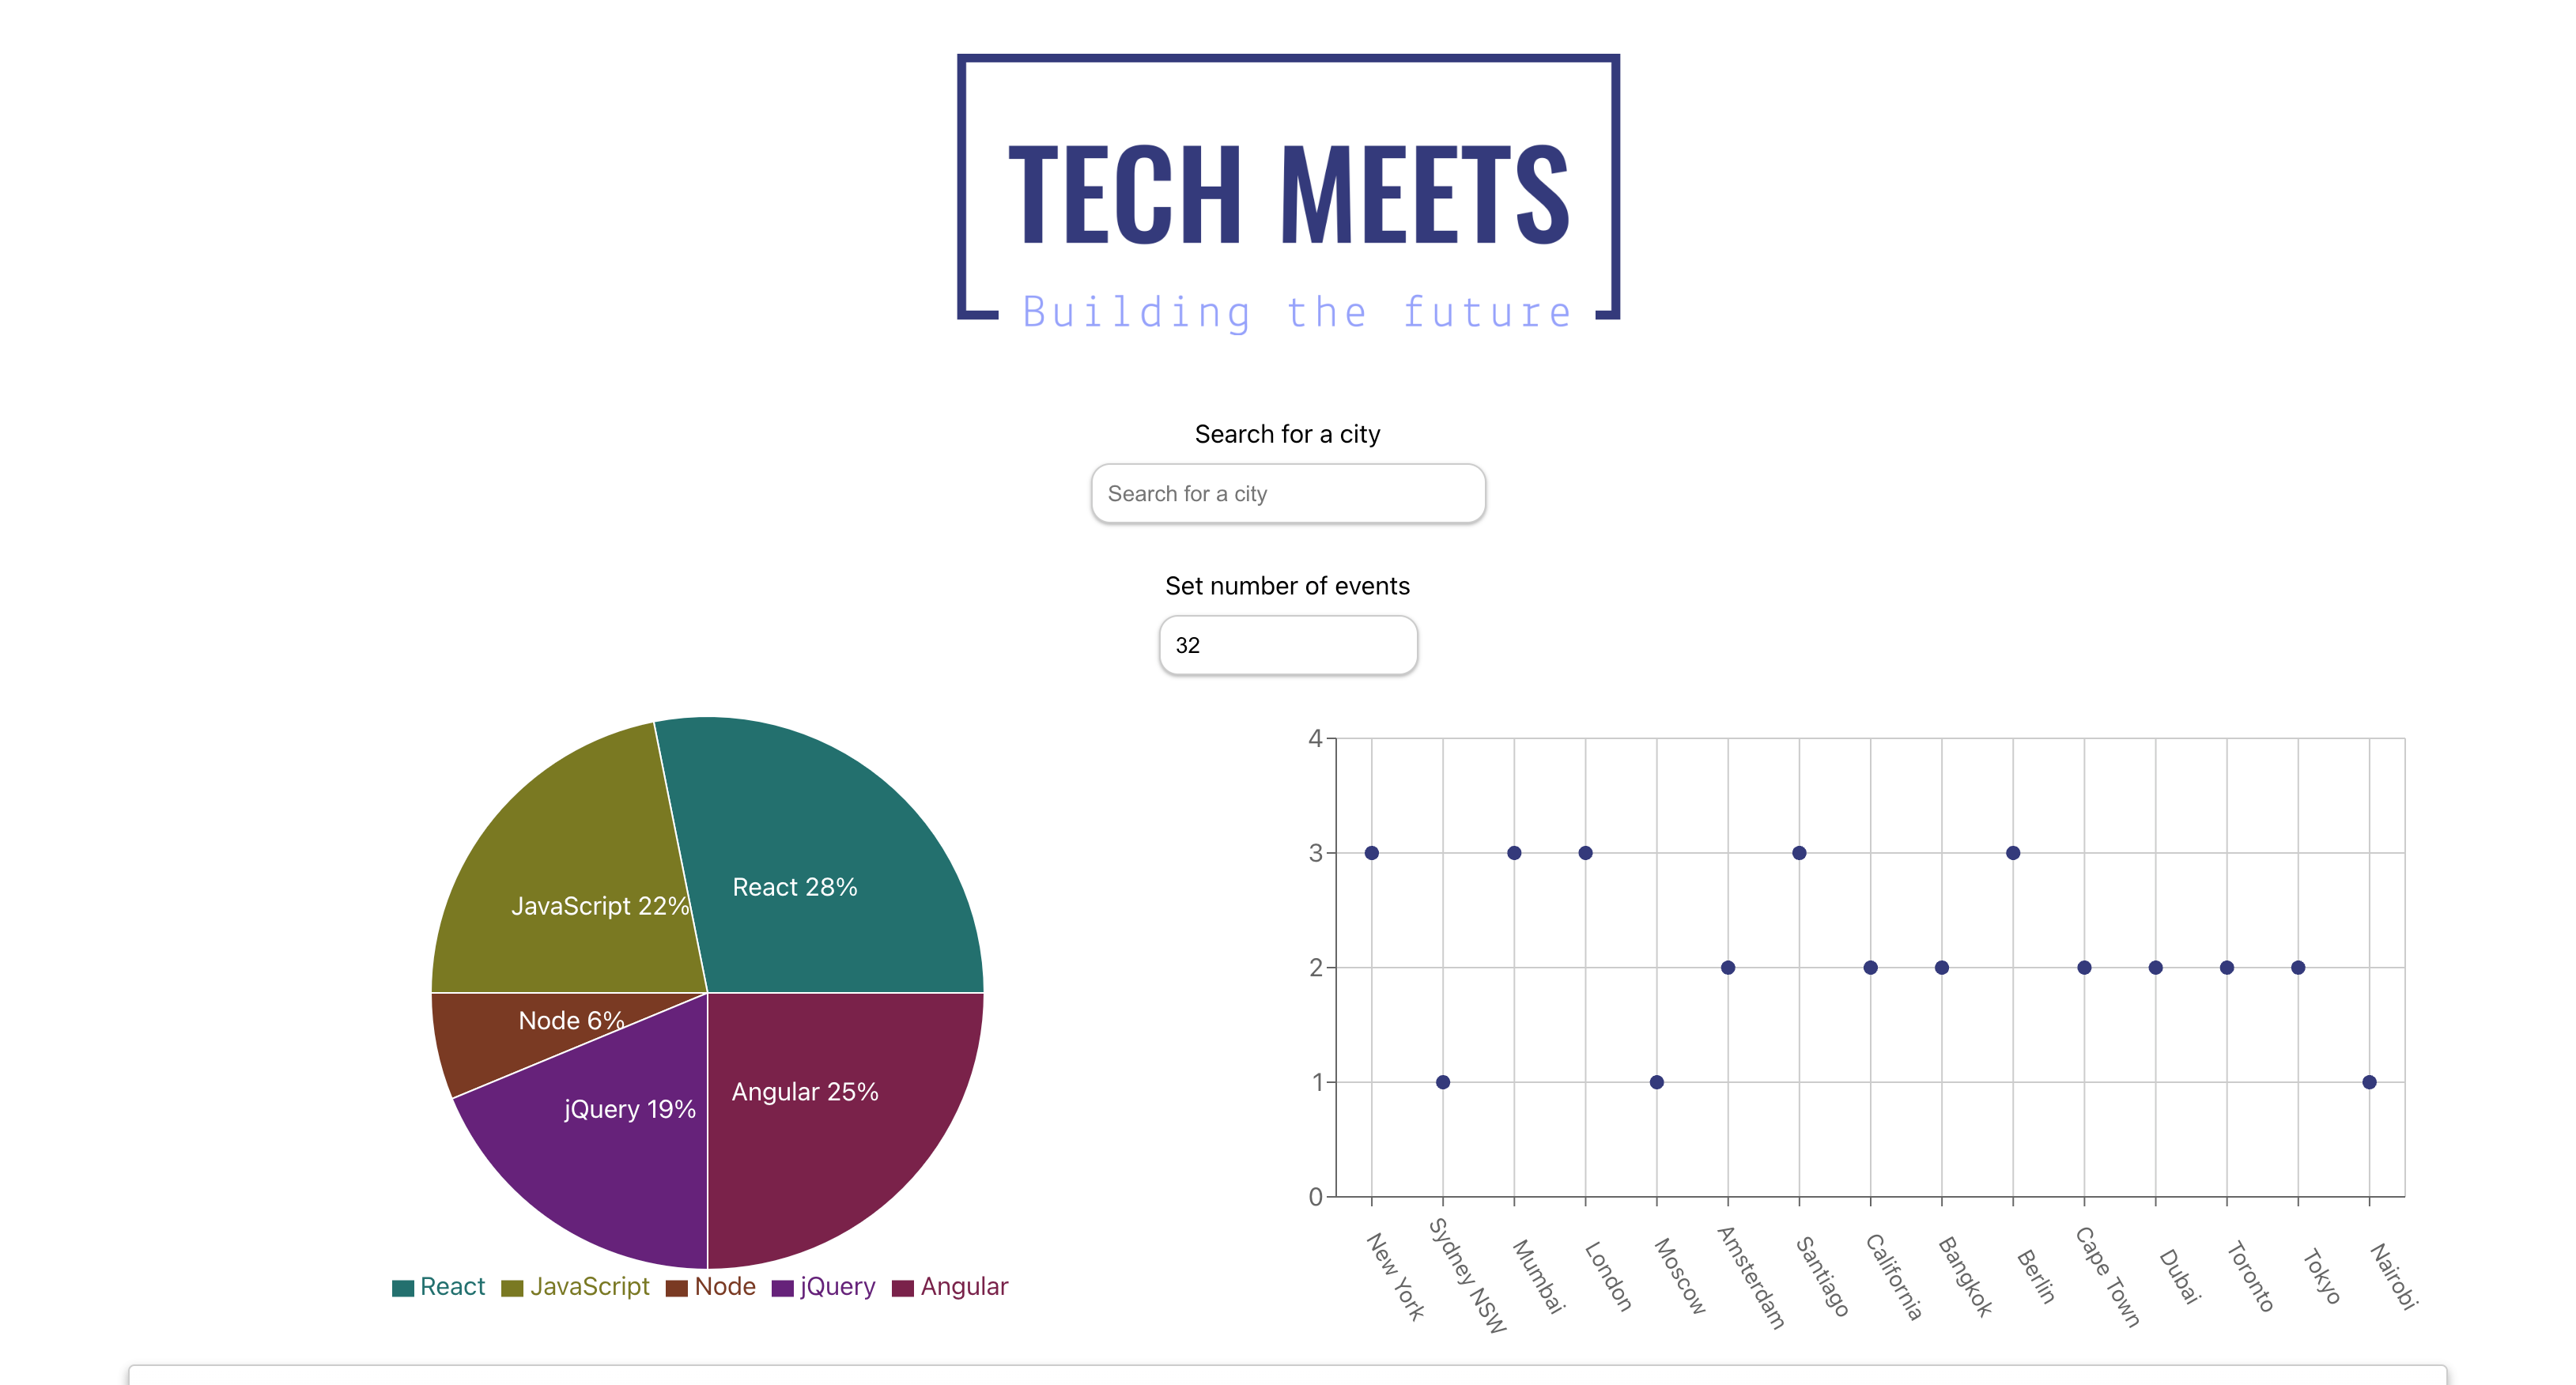 TECH MEETS
Building the future
Search for a city
Search for a city
Set number of events
32
React 28%
JavaScript 22%
Node 6%
jQuery 19%
Angular 25%
React JavaScript Node jQuery Angular
4
3
2
1
0
New York
Sydney NSW
Mumbai
London
Moscow
Amsterdam
Santiago
California
Bangkok
Berlin
Cape Town
Dubai
Toronto
Tokyo
Nairobi